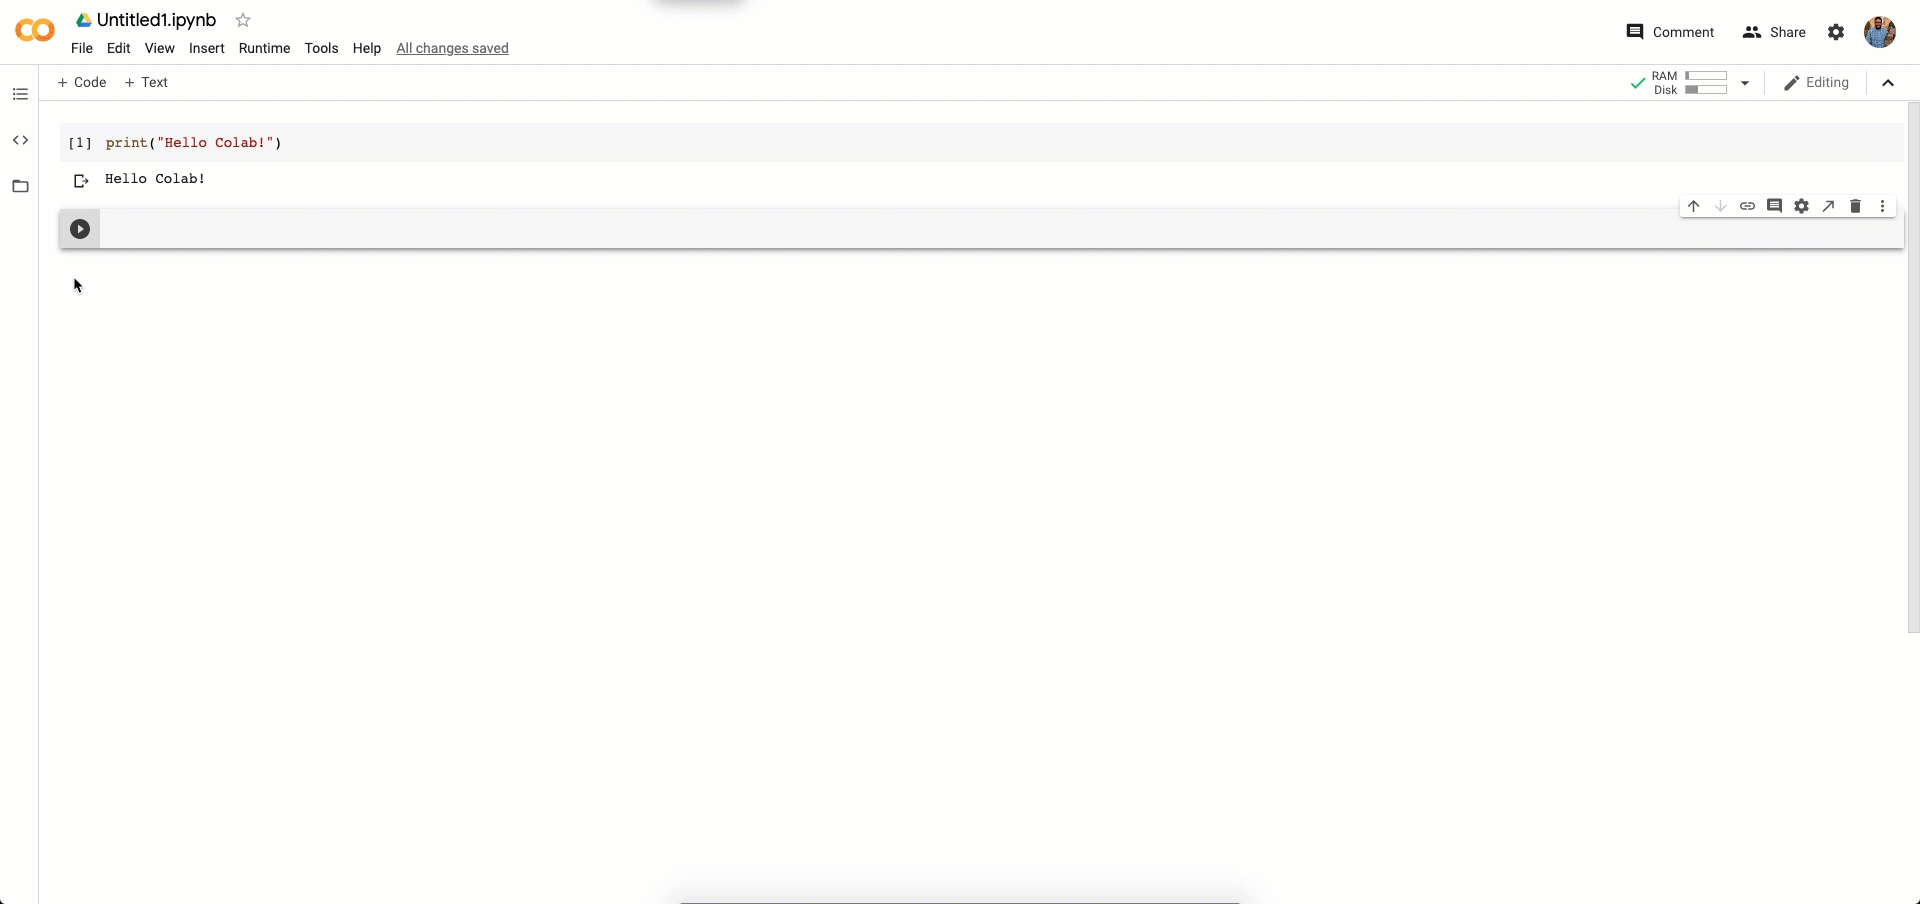 Untitled1.ipynb
File Edit View Insert Runtime Tools Help All changes saved
Comment Share
+ Code + Text
RAM
Disk
Editing
[1] print("Hello Colab!")
Hello Colab!